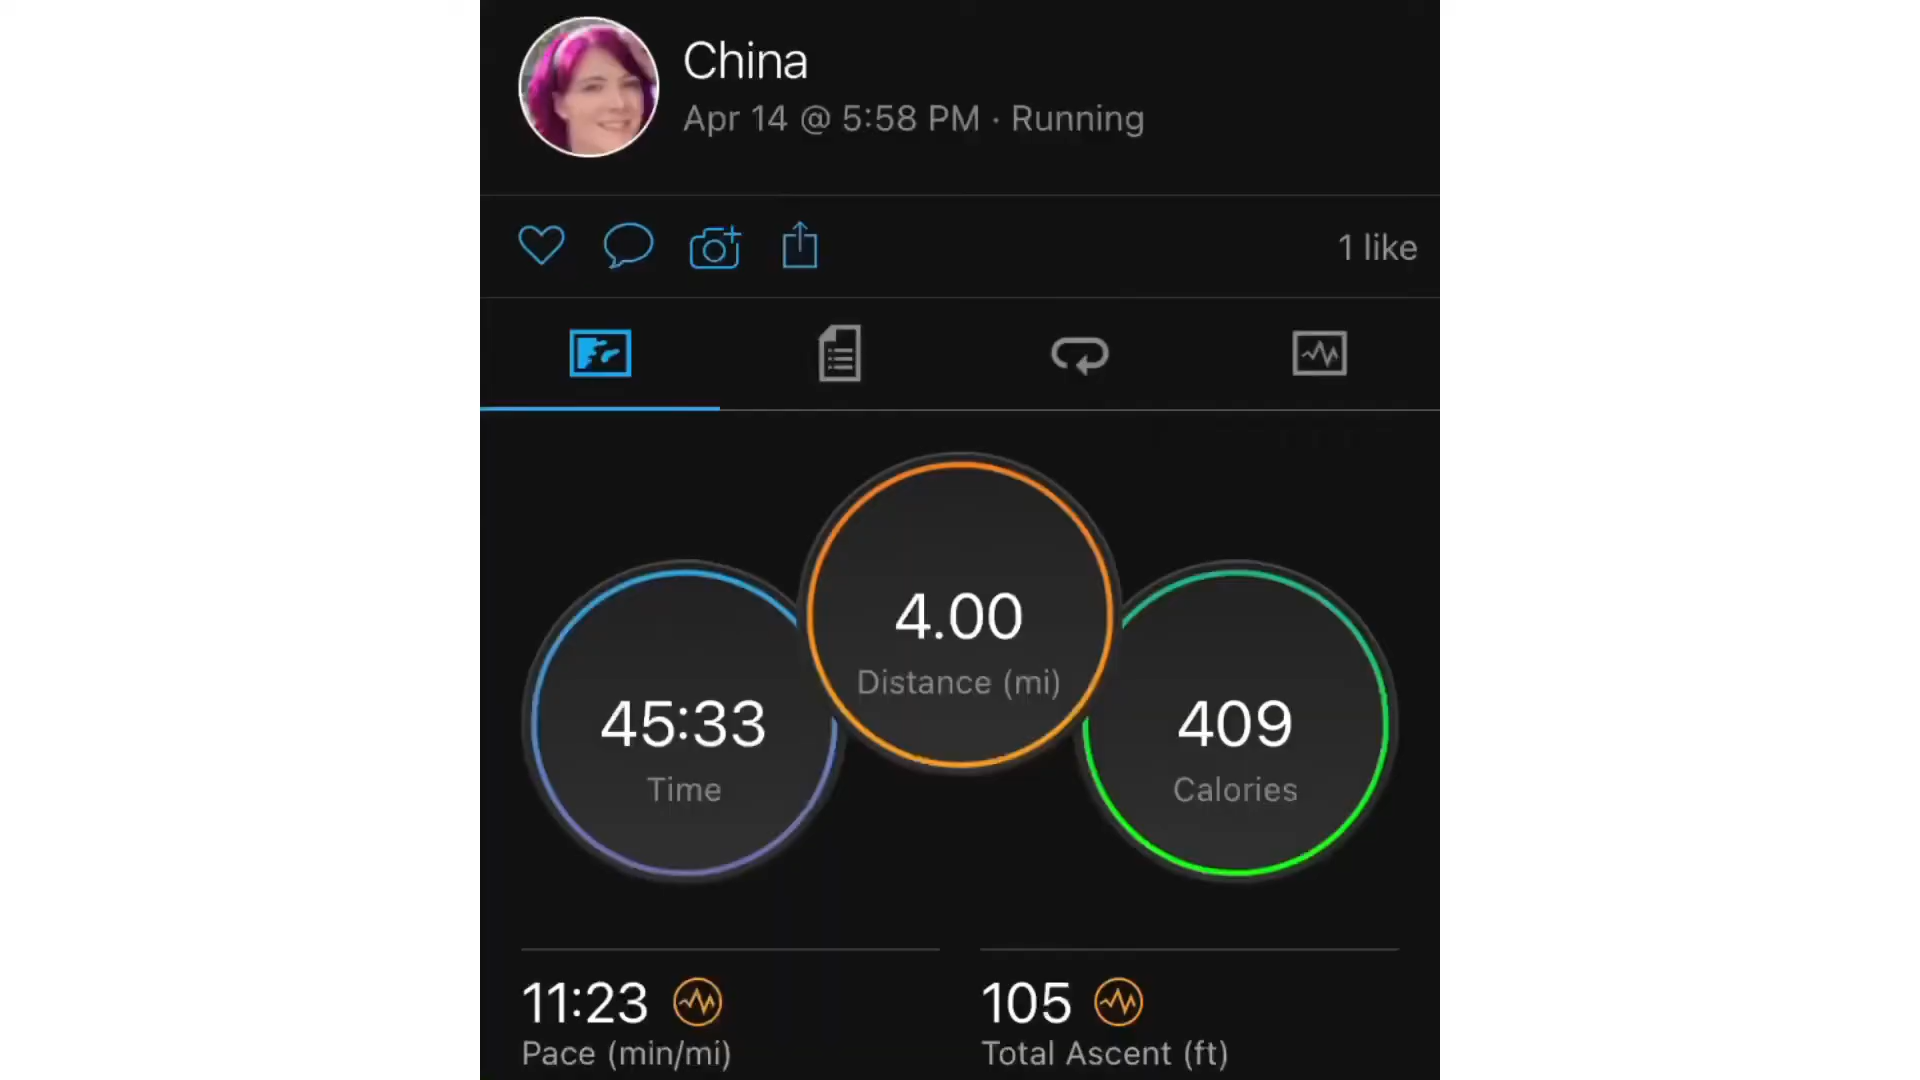 China
Apr 14 @ 5:58 PM · Running
1 like
4.00
Distance (mi)
45:33
Time
409
Calories
11:23
Pace (min/mi)
105
Total Ascent (ft)